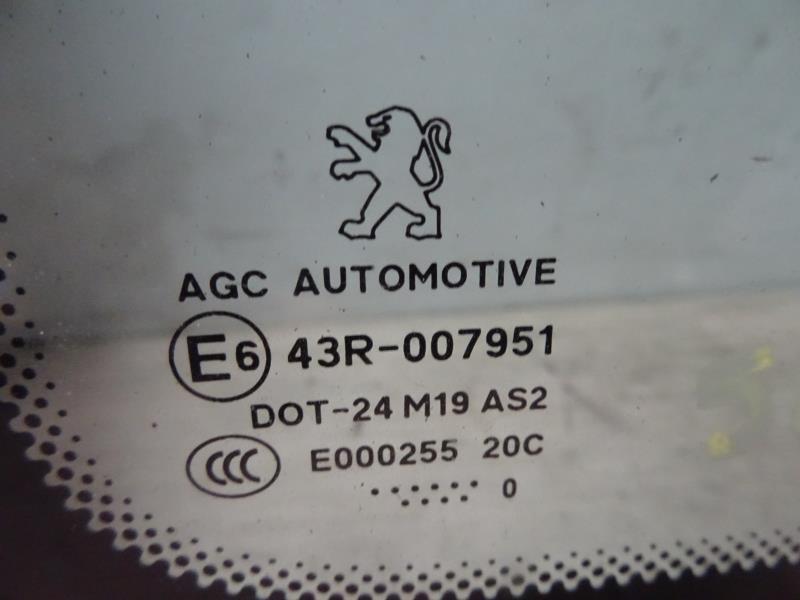 AGC AUTOMOTIVE
E6 43R-007951
DOT-24 M19 AS2
CCC E000255 20C
0